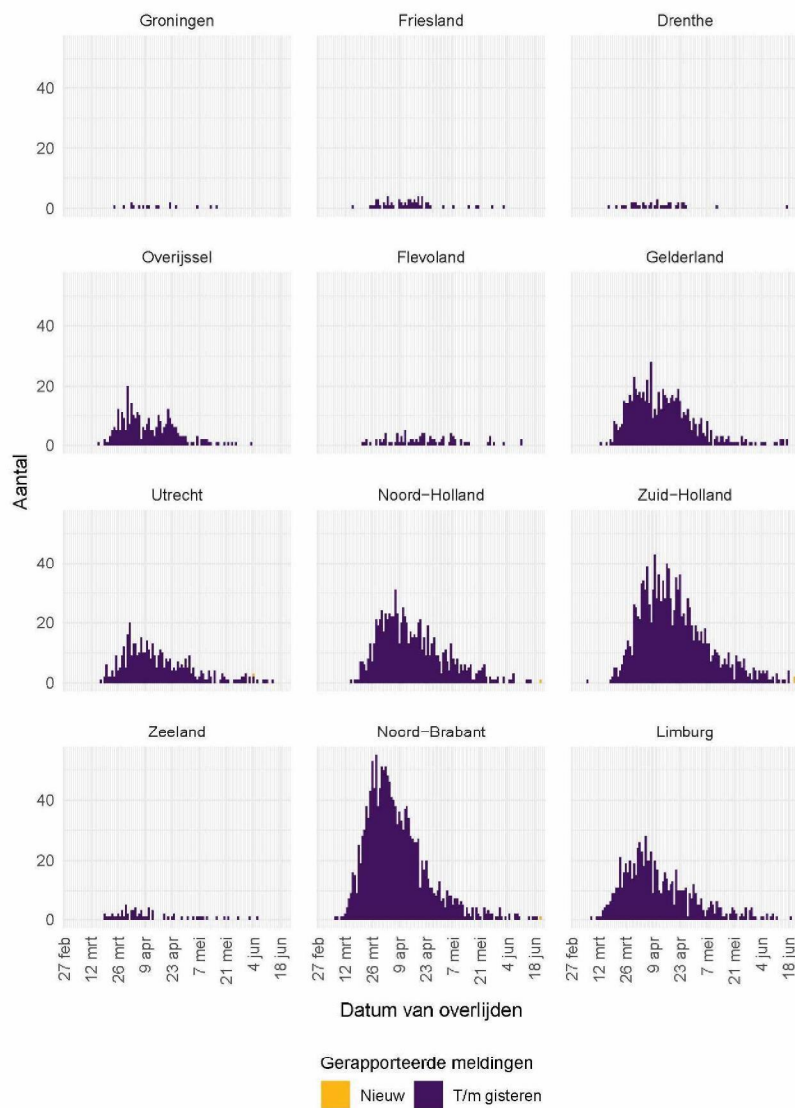 Groningen Friesland Drenthe
40
20
0
Overijssel Flevoland Gelderland
40
20
0
Aantal
Utrecht Noord-Holland Zuid-Holland
40
20
0
Zeeland Noord-Brabant Limburg
40
20
0
27 feb 12 mrt 26 mrt 9 apr 23 apr 7 mei 21 mei 4 jun 18 jun 27 feb 12 mrt 26 mrt 9 apr 23 apr 7 mei 21 mei 4 jun 18 jun 27 feb 12 mrt 26 mrt 9 apr 23 apr 7 mei 21 mei 4 jun 18 jun
Datum van overlijden
Gerapporteerde meldingen
Nieuw T/m gisteren